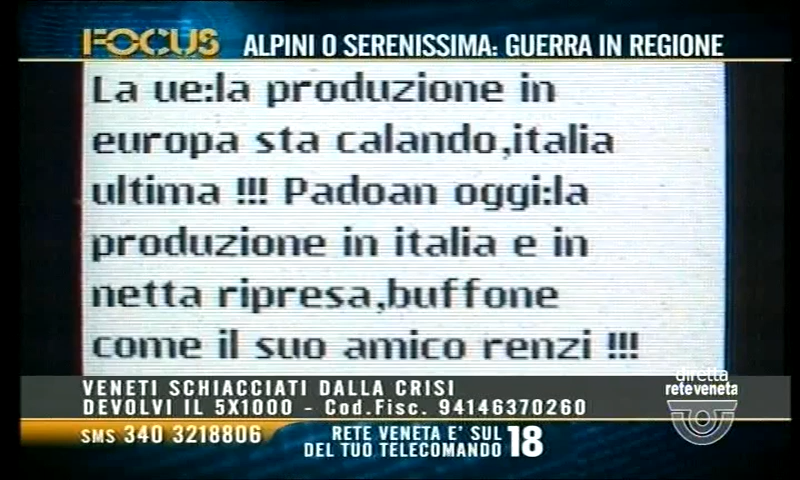 FOCUS ALPINI O SERENISSIMA: GUERRA IN REGIONE
La ue:la produzione in
europa sta calando,italia
ultima !!! Padoan oggi:la
produzione in italia e in
netta ripresa,buffone
come il suo amico renzi !!!
diretta
reteveneta
VENETI SCHIACCIATI DALLA CRISI
DEVOLVI IL 5X1000 - Cod.Fisc. 94146370260
SMS 340 3218806
RETE VENETA E' SUL
DEL TUO TELECOMANDO 18